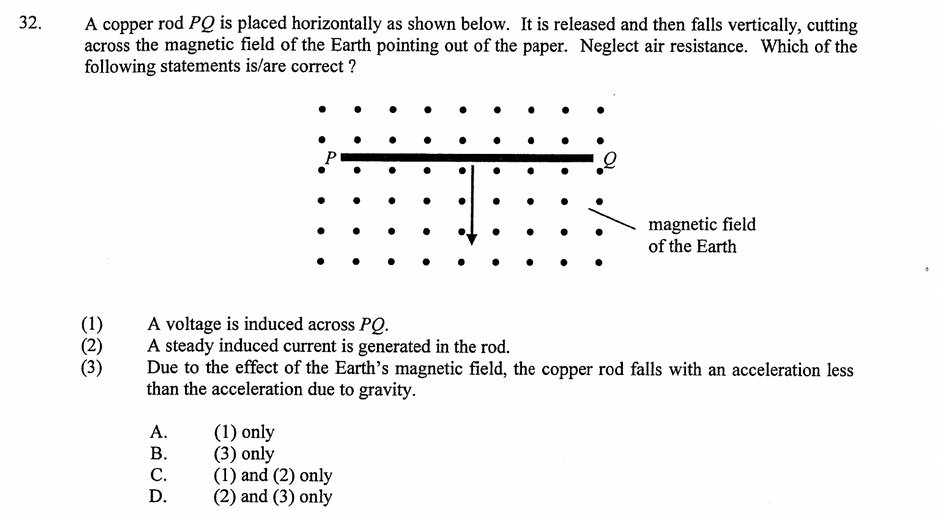 32. A copper rod PQ is placed horizontally as shown below. It is released and then falls vertically, cutting
across the magnetic field of the Earth pointing out of the paper. Neglect air resistance. Which of the
following statements is/are correct ?
P
Q
magnetic field
of the Earth
(1) A voltage is induced across PQ.
(2) A steady induced current is generated in the rod.
(3) Due to the effect of the Earth's magnetic field, the copper rod falls with an acceleration less
than the acceleration due to gravity.
A. (1) only
B. (3) only
C. (1) and (2) only
D. (2) and (3) only